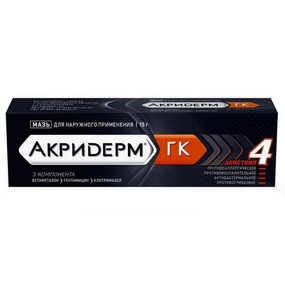 МАЗЬ ДЛЯ НАРУЖНОГО ПРИМЕНЕНИЯ | 15 г
АКРИДЕРМ® ГК
4 ДЕЙСТВИЯ
ПРОТИВОАЛЛЕРГИЧЕСКОЕ
ПРОТИВОВОСПАЛИТЕЛЬНОЕ
АНТИБАКТЕРИАЛЬНОЕ
ПРОТИВОГРИБКОВОЕ
3 КОМПОНЕНТА
БЕТАМЕТАЗОН › ГЕНТАМИЦИН › КЛОТРИМАЗОЛ